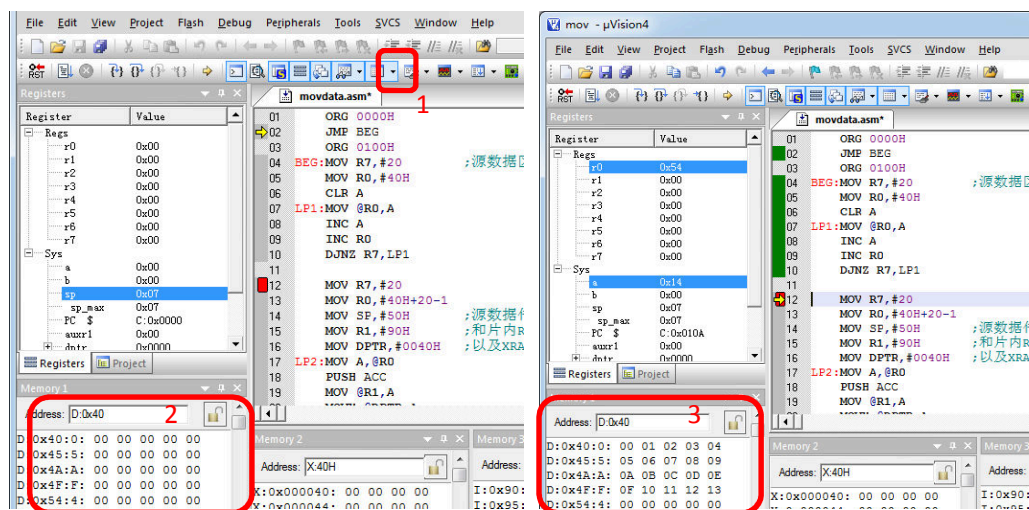 File Edit View Project Flash Debug Peripherals Tools SVCS Window Help
RST
1
Registers
Register Value
Regs
r0 0x00
r1 0x00
r2 0x00
r3 0x00
r4 0x00
r5 0x00
r6 0x00
r7 0x00
Sys
a 0x00
b 0x00
sp 0x07
sp_max 0x07
PC $ C:0x0000
auxr1 0x00
dptr 0x0000
Registers Project
movdata.asm*
01 ORG 0000H
02 JMP BEG
03 ORG 0100H
04 BEG:MOV R7,#20 ;源数据区
05 MOV R0,#40H
06 CLR A
07 LP1:MOV @R0,A
08 INC A
09 INC R0
10 DJNZ R7,LP1
11
12 MOV R7,#20
13 MOV R0,#40H+20-1
14 MOV SP,#50H ;源数据
15 MOV R1,#90H ;和片内R
16 MOV DPTR,#0040H ;以及XRA
17 LP2:MOV A,@R0
18 PUSH ACC
19 MOV @R1,A
Memory 1
Address: D:0x40
2
D:0x40:0: 00 00 00 00 00
D:0x45:5: 00 00 00 00 00
D:0x4A:A: 00 00 00 00 00
D:0x4F:F: 00 00 00 00 00
D:0x54:4: 00 00 00 00 00
Memory 2
Address: X:40H
X:0x000040: 00 00 00 00
X:0x000044: 00 00 00 00
Memory 3
Address:
I:0x90:
I:0x95:
mov - µVision4
File Edit View Project Flash Debug Peripherals Tools SVCS Window Help
RST
Registers
Register Value
Regs
r0 0x54
r1 0x00
r2 0x00
r3 0x00
r4 0x00
r5 0x00
r6 0x00
r7 0x00
Sys
a 0x14
b 0x00
sp 0x07
sp_max 0x07
PC $ C:0x010A
auxr1 0x00
dptr 0x0000
Registers Project
movdata.asm*
01 ORG 0000H
02 JMP BEG
03 ORG 0100H
04 BEG:MOV R7,#20 ;源数据区
05 MOV R0,#40H
06 CLR A
07 LP1:MOV @R0,A
08 INC A
09 INC R0
10 DJNZ R7,LP1
11
12 MOV R7,#20
13 MOV R0,#40H+20-1
14 MOV SP,#50H ;源数据
15 MOV R1,#90H ;和片内R
16 MOV DPTR,#0040H ;以及XRA
17 LP2:MOV A,@R0
18 PUSH ACC
19 MOV @R1,A
Address: D:0x40
3
D:0x40:0: 00 01 02 03 04
D:0x45:5: 05 06 07 08 09
D:0x4A:A: 0A 0B 0C 0D 0E
D:0x4F:F: 0F 10 11 12 13
D:0x54:4: 00 00 00 00 00
Memory 2
Address: X:40H
X:0x000040: 00 00 00 00
Memory 3
Address:
I:0x90: